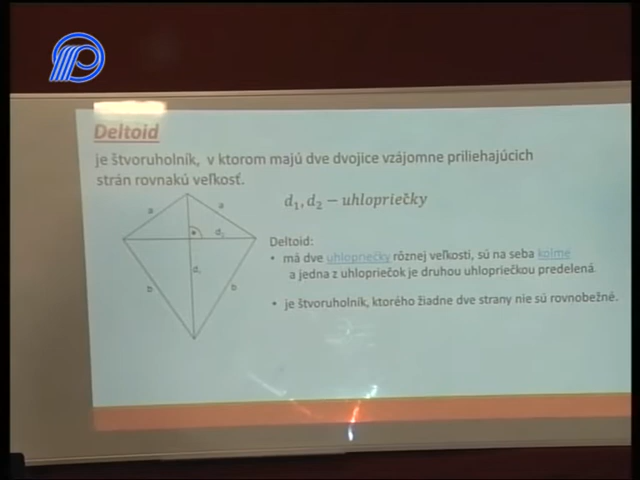 Deltoid
je štvoruholník, v ktorom majú dve dvojice vzájomne priliehajúcich
strán rovnakú veľkosť.
d₁, d₂ – uhlopriečky
a
a
d₂
d₁
b
b
Deltoid:
• má dve uhlopriečky rôznej veľkosti, sú na seba kolmé
a jedna z uhlopriečok je druhou uhlopriečkou predelená
• je štvoruholník, ktorého žiadne dve strany nie sú rovnobežné.